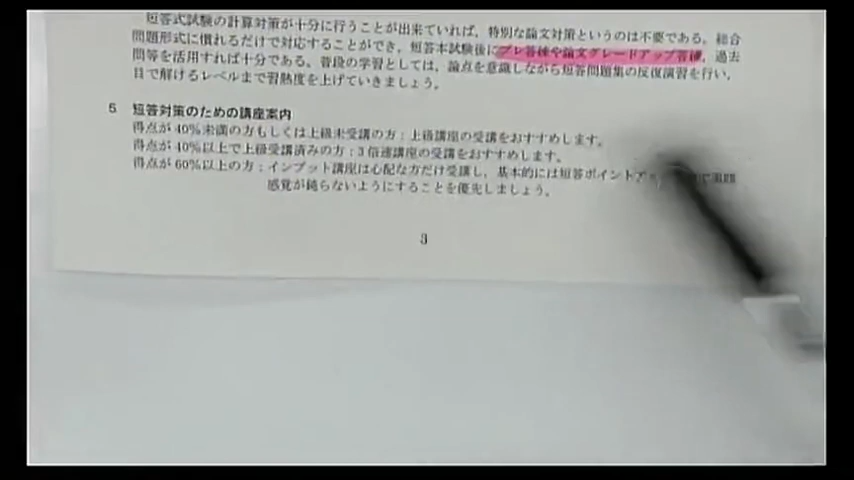 短答式試験の計算対策が十分に行うことが出来ていれば、特別な論文対策というのは不要である。総合
問題形式に慣れるだけで対応することができ、短答本試験後にプレ答練や論文グレードアップ答練、過去
問等を活用すれば十分である。普段の学習としては、論点を意識しながら短答問題集の反復演習を行い、
目で解けるレベルまで習熟度を上げていきましょう。
5 短答対策のための講座案内
得点が 40%未満の方もしくは上級未受講の方：上級講座の受講をおすすめします。
得点が 40%以上で上級受講済みの方：3 倍速講座の受講をおすすめします。
得点が 60%以上の方：インプット講座は心配な方だけ受講し、基本的には短答ポイント
感覚が鈍らないようにすることを優先しましょう。
3